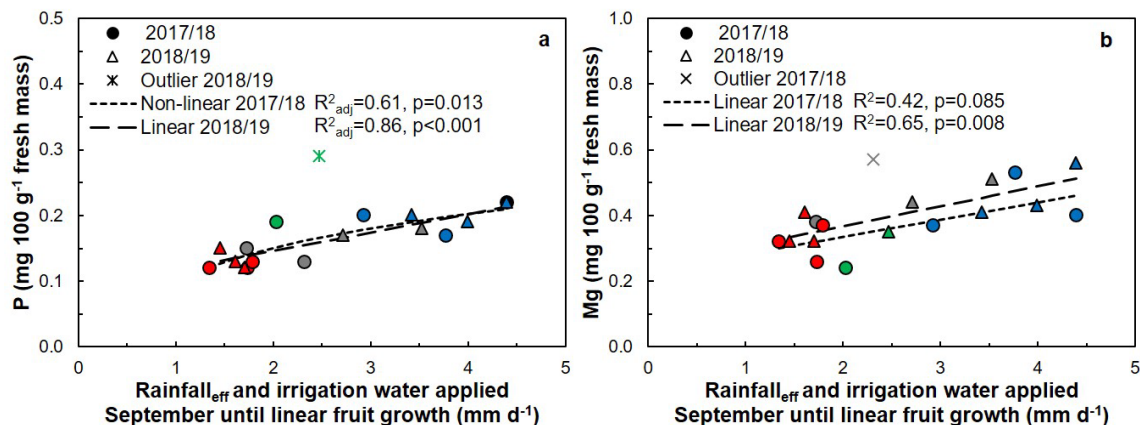 0.5
0.4
0.3
0.2
0.1
0.0
P (mg 100 g-1 fresh mass)
a
2017/18
2018/19
Outlier 2018/19
Non-linear 2017/18 R2adj=0.61, p=0.013
Linear 2018/19 R2adj=0.86, p<0.001
0 1 2 3 4 5
Rainfalleff and irrigation water applied
September until linear fruit growth (mm d-1)
1.0
0.8
0.6
0.4
0.2
0.0
Mg (mg 100 g-1 fresh mass)
b
2017/18
2018/19
Outlier 2017/18
Linear 2017/18 R2=0.42, p=0.085
Linear 2018/19 R2=0.65, p=0.008
0 1 2 3 4 5
Rainfalleff and irrigation water applied
September until linear fruit growth (mm d-1)